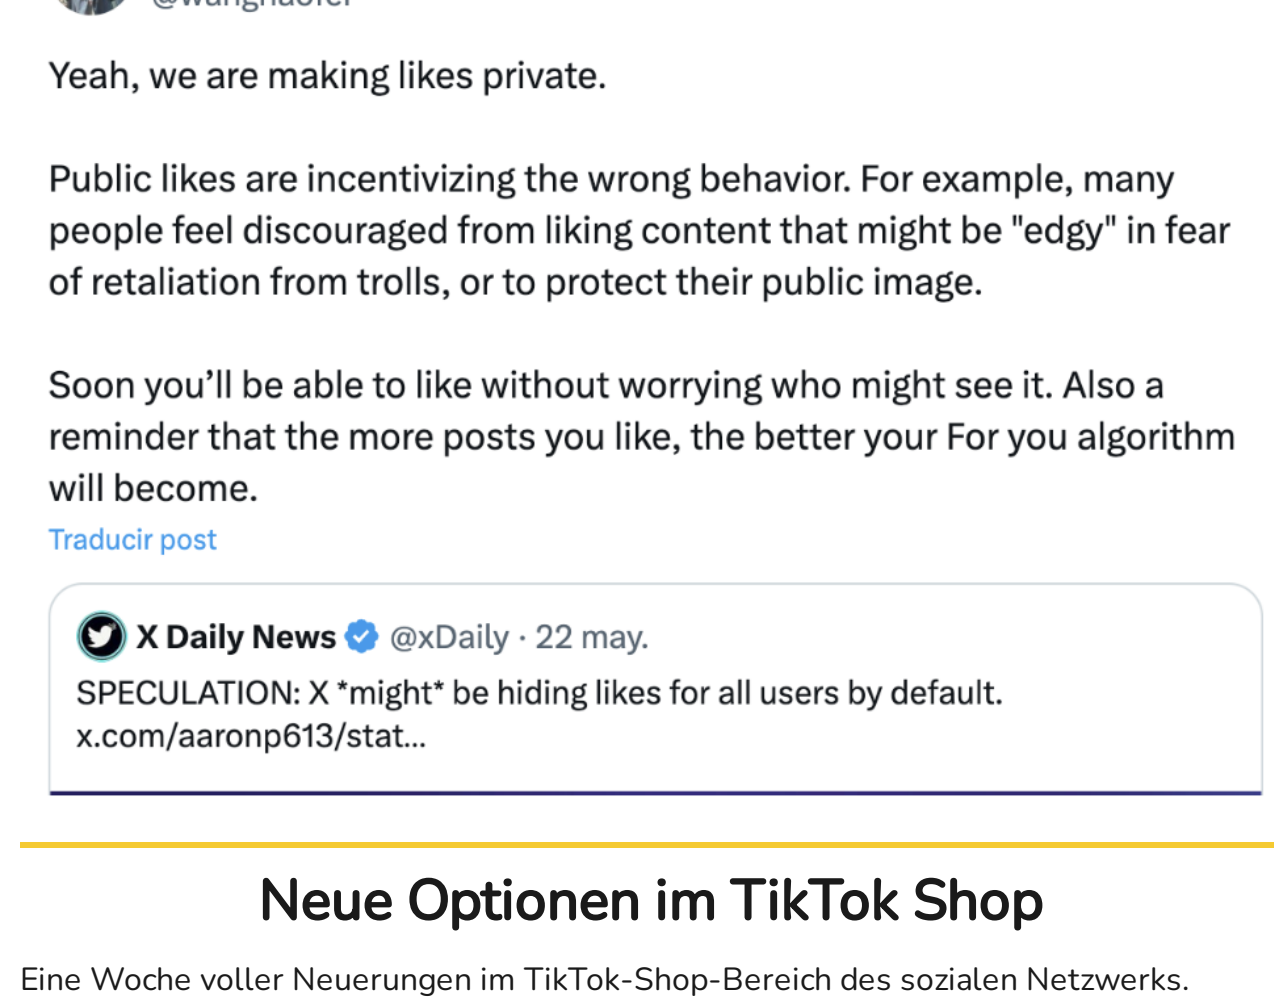 Yeah, we are making likes private.
Public likes are incentivizing the wrong behavior. For example, many
people feel discouraged from liking content that might be "edgy" in fear
of retaliation from trolls, or to protect their public image.
Soon you’ll be able to like without worrying who might see it. Also a
reminder that the more posts you like, the better your For you algorithm
will become.
Traducir post
X Daily News @xDaily · 22 may.
SPECULATION: X *might* be hiding likes for all users by default.
x.com/aaronp613/stat...
Neue Optionen im TikTok Shop
Eine Woche voller Neuerungen im TikTok-Shop-Bereich des sozialen Netzwerks.